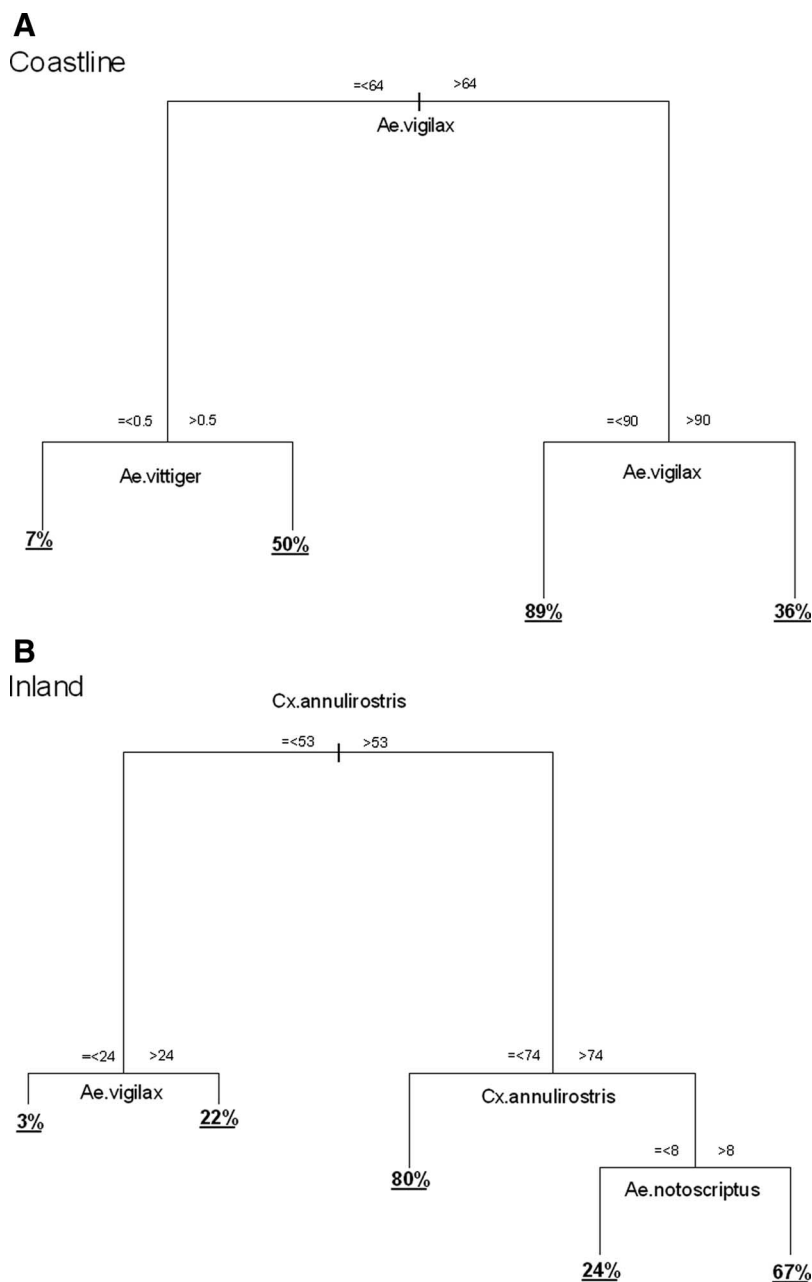 A
Coastline
=<64 >64
Ae.vigilax
=<0.5 >0.5 =<90 >90
Ae.vittiger Ae.vigilax
7% 50%
89% 36%
B
Inland
Cx.annulirostris
=<53 >53
=<24 >24 =<74 >74
Ae.vigilax Cx.annulirostris
3% 22%
=<8 >8
80% Ae.notoscriptus
24% 67%